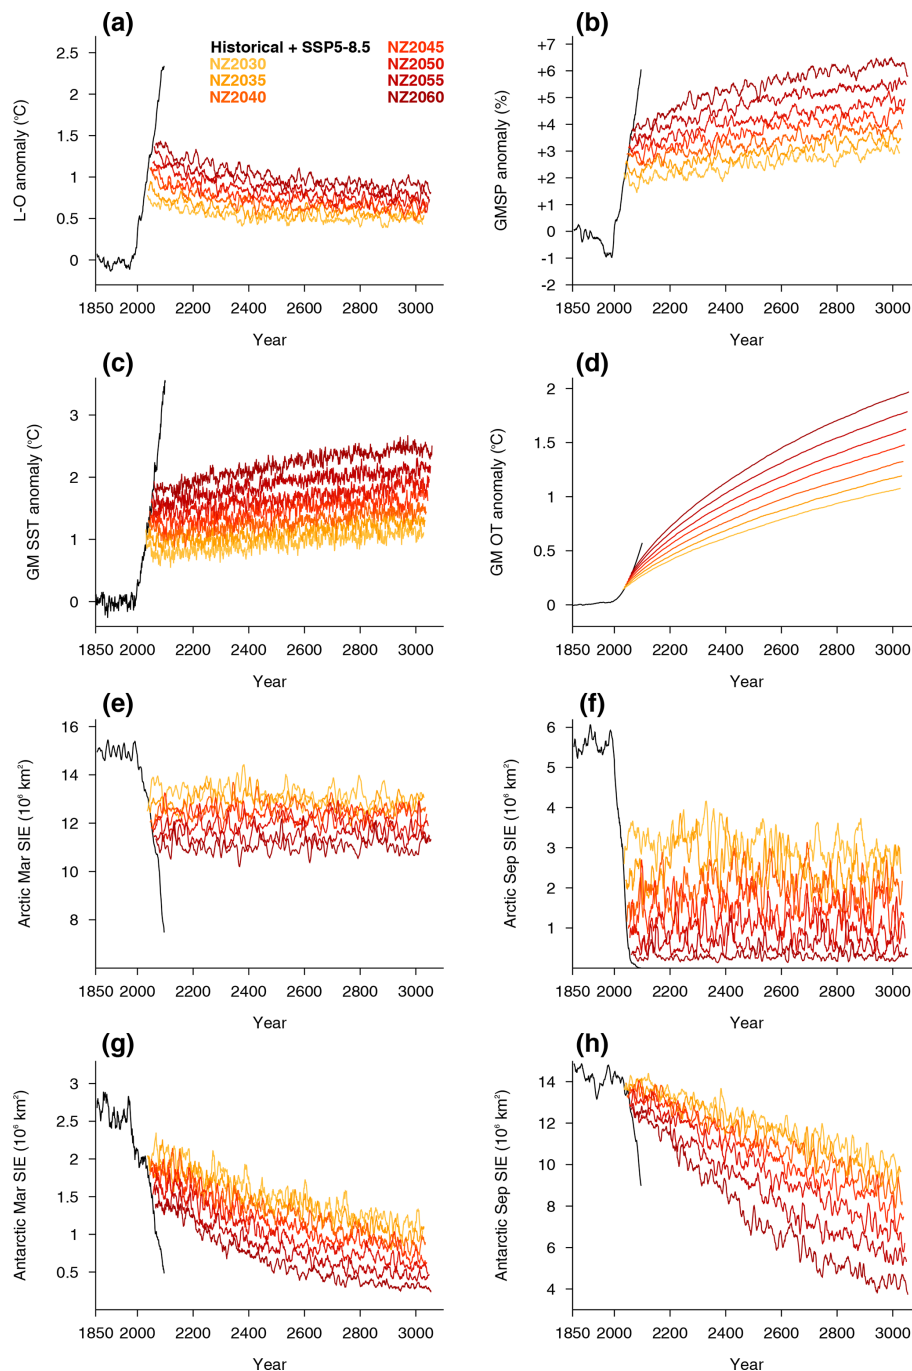 (a)
Historical + SSP5-8.5
NZ2030
NZ2035
NZ2040
NZ2045
NZ2050
NZ2055
NZ2060
L-O anomaly (°C)
2.5
2
1.5
1
0.5
0
1850 2000 2200 2400 2600 2800 3000
Year
(b)
GMSP anomaly (%)
+7
+6
+5
+4
+3
+2
+1
0
-1
-2
1850 2000 2200 2400 2600 2800 3000
Year
(c)
GM SST anomaly (°C)
3
2
1
0
1850 2000 2200 2400 2600 2800 3000
Year
(d)
GM OT anomaly (°C)
2
1.5
1
0.5
0
1850 2000 2200 2400 2600 2800 3000
Year
(e)
Arctic Mar SIE (10⁶ km²)
16
14
12
10
8
1850 2000 2200 2400 2600 2800 3000
Year
(f)
Arctic Sep SIE (10⁶ km²)
6
5
4
3
2
1
1850 2000 2200 2400 2600 2800 3000
Year
(g)
Antarctic Mar SIE (10⁶ km²)
3
2.5
2
1.5
1
0.5
1850 2000 2200 2400 2600 2800 3000
Year
(h)
Antarctic Sep SIE (10⁶ km²)
14
12
10
8
6
4
1850 2000 2200 2400 2600 2800 3000
Year